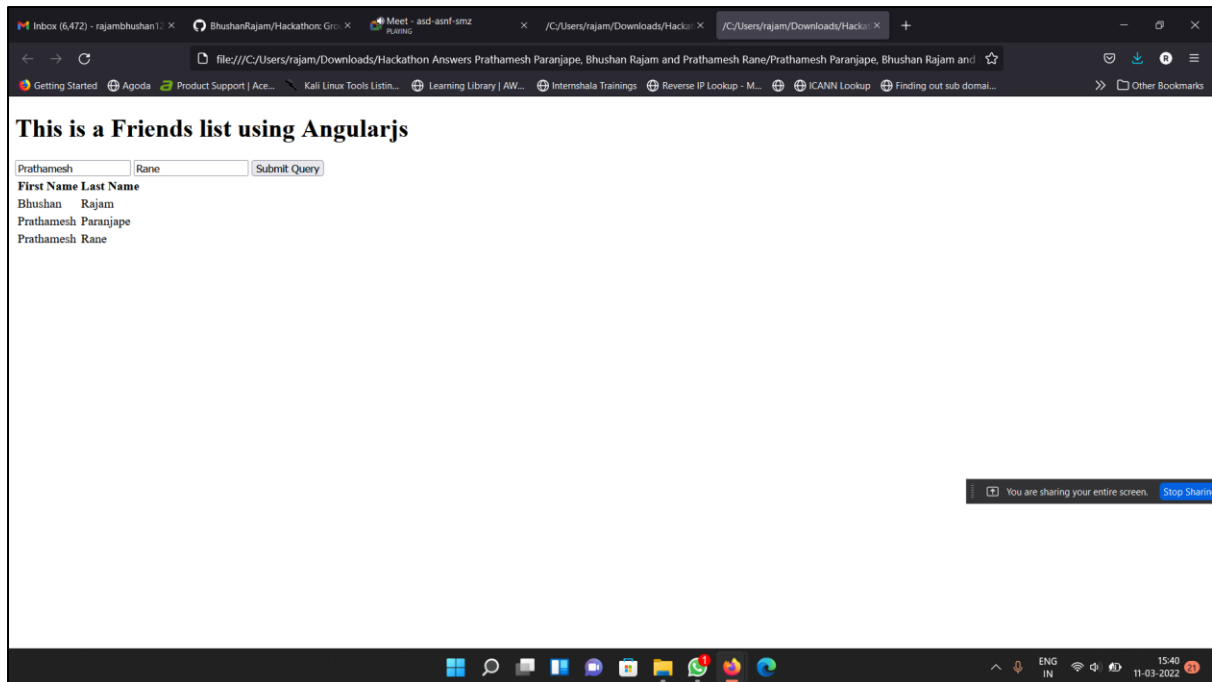 Inbox (6,472) - rajambhushan12
BhushanRajam/Hackathon: Gro
Meet - asd-asnf-smz
PLAYING
/C:/Users/rajam/Downloads/Hackat
/C:/Users/rajam/Downloads/Hackat
file:///C:/Users/rajam/Downloads/Hackathon Answers Prathamesh Paranjape, Bhushan Rajam and Prathamesh Rane/Prathamesh Paranjape, Bhushan Rajam and
Getting Started Agoda Product Support | Ace... Kali Linux Tools Listin... Learning Library | AW... Internshala Trainings Reverse IP Lookup - M... ICANN Lookup Finding out sub domai... Other Bookmarks
This is a Friends list using Angularjs
Prathamesh Rane Submit Query
First Name Last Name
Bhushan Rajam
Prathamesh Paranjape
Prathamesh Rane
You are sharing your entire screen. Stop Sharin
1
ENG 15:40
IN 11-03-2022 21